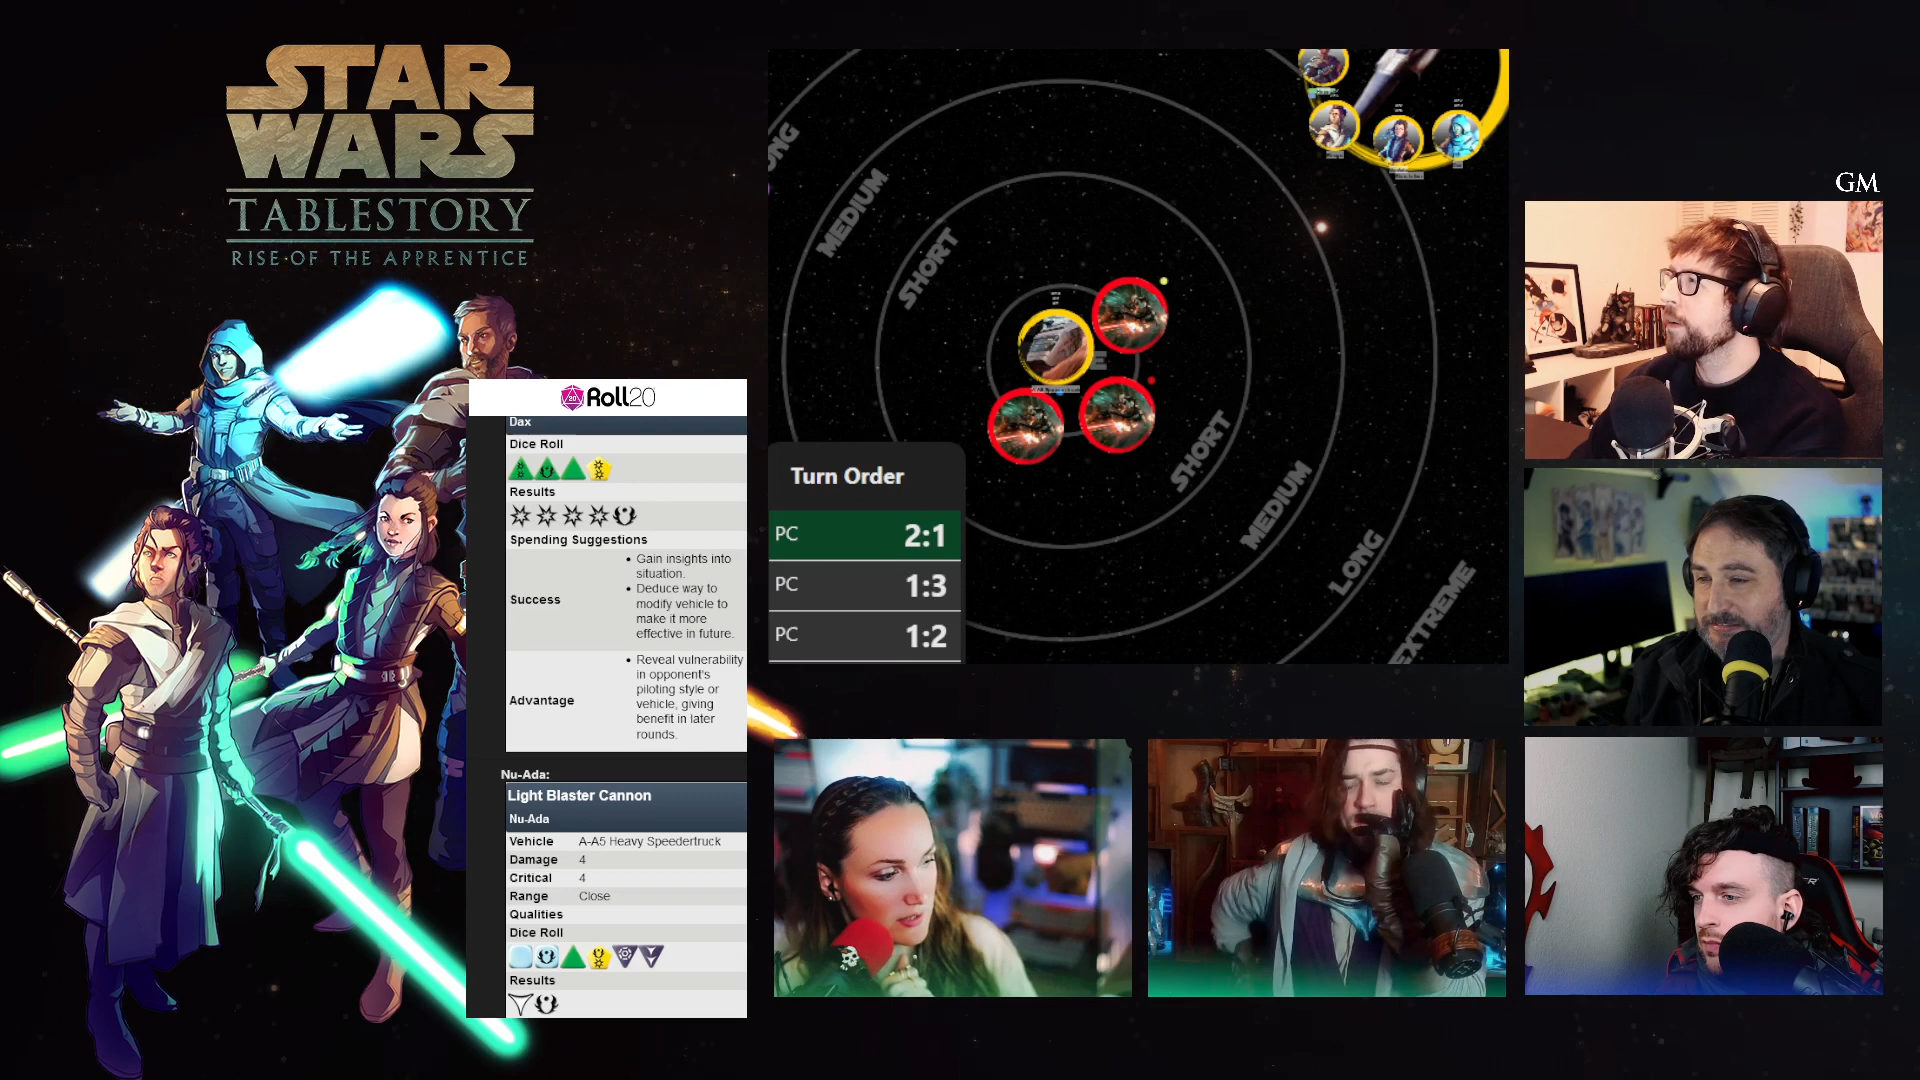 STAR
WARS
TABLESTORY
RISE OF THE APPRENTICE
Roll20
Dax
Dice Roll
Results
Spending Suggestions
Success
• Gain insights into
situation.
• Deduce way to
modify vehicle to
make it more
effective in future.
Advantage
• Reveal vulnerability
in opponent's
piloting style or
vehicle, giving
benefit in later
rounds.
Nu-Ada:
Light Blaster Cannon
Nu-Ada
Vehicle A-A5 Heavy Speedertruck
Damage 4
Critical 4
Range Close
Qualities
Dice Roll
Results
MEDIUM
SHORT
SHORT
MEDIUM
LONG
EXTREME
Turn Order
PC 2:1
PC 1:3
PC 1:2
GM